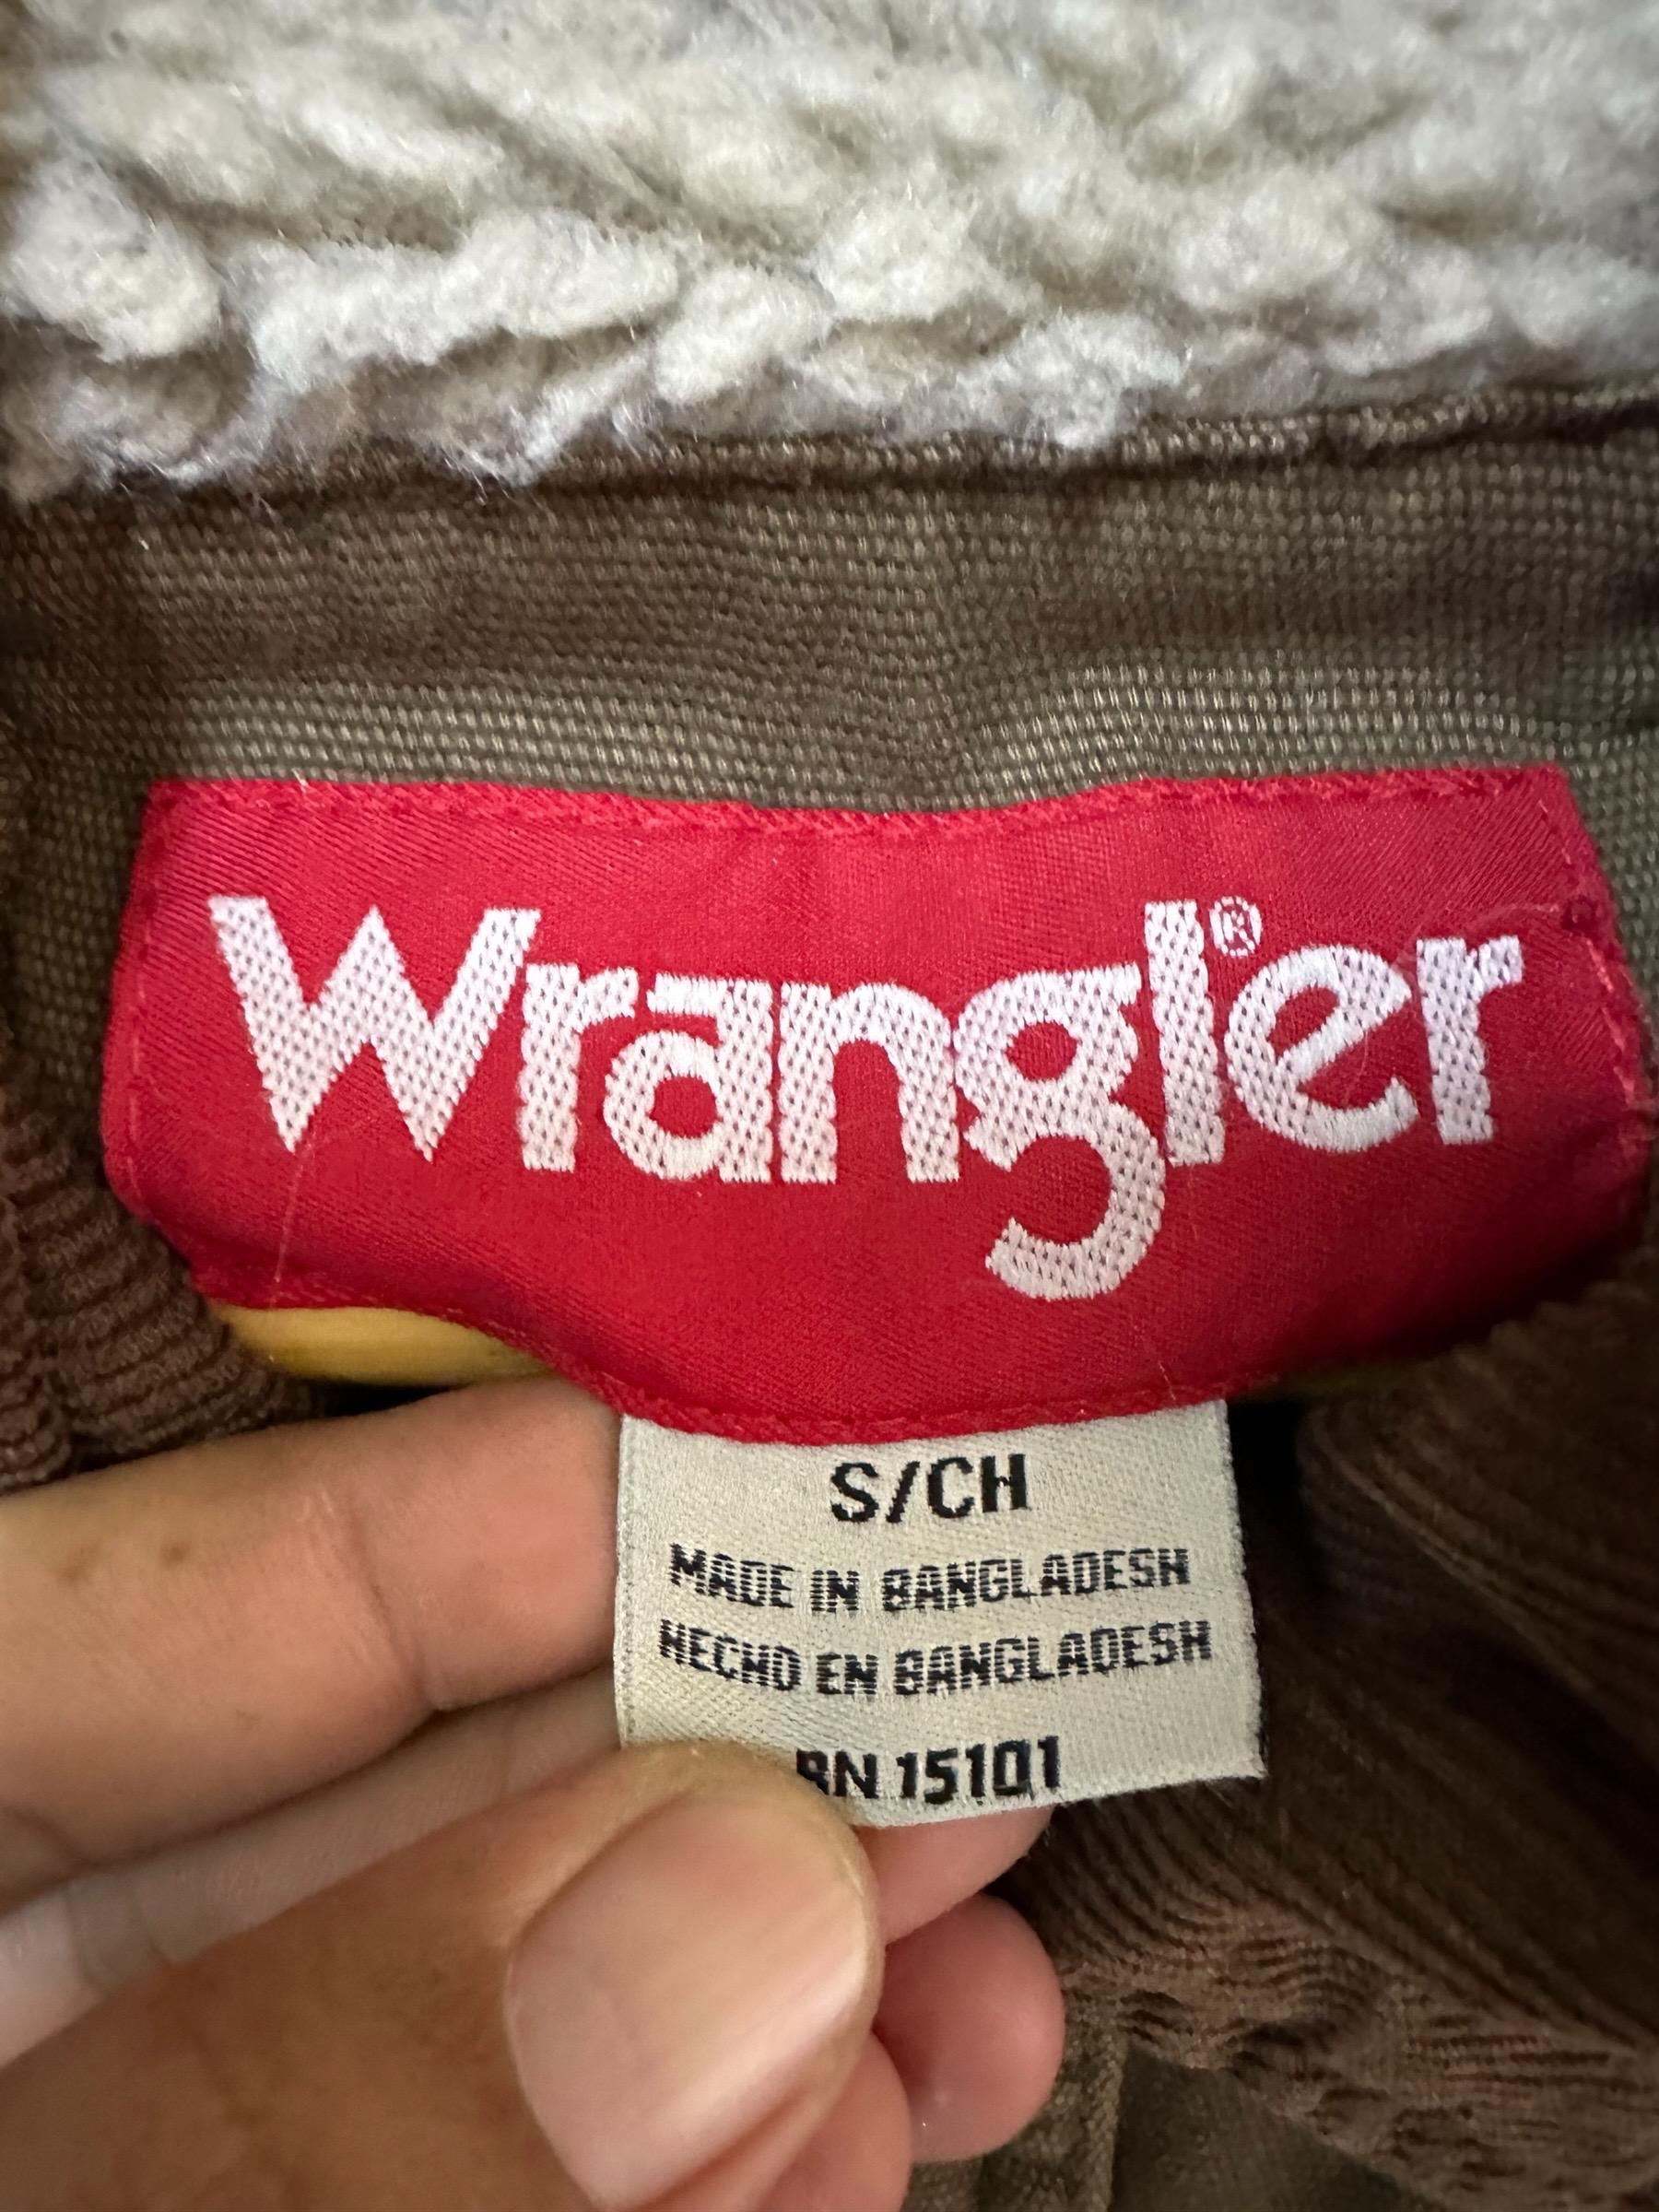 Wrangler®
S/CH
MADE IN BANGLADESH
HECHO EN BANGLADESH
RN 15101